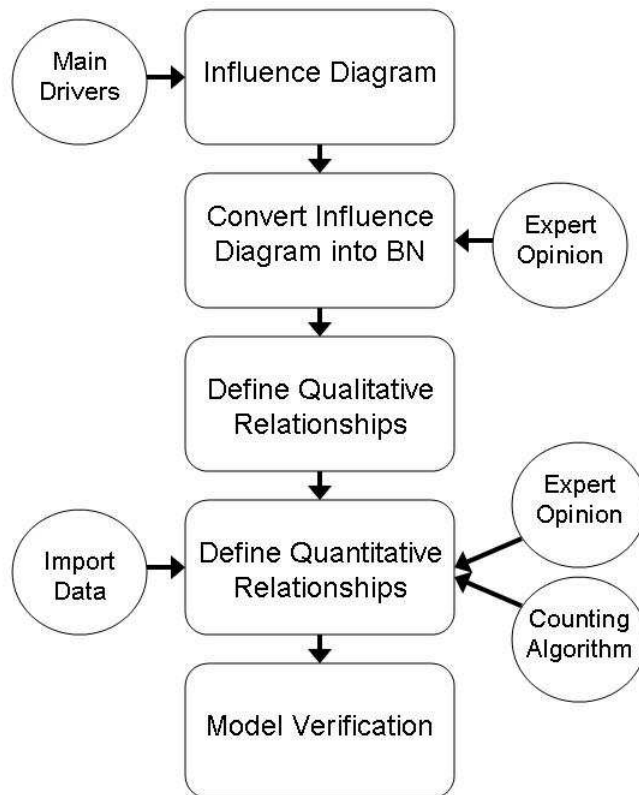 Main
Drivers
Influence Diagram
Convert Influence
Diagram into BN
Expert
Opinion
Define Qualitative
Relationships
Import
Data
Define Quantitative
Relationships
Expert
Opinion
Counting
Algorithm
Model Verification